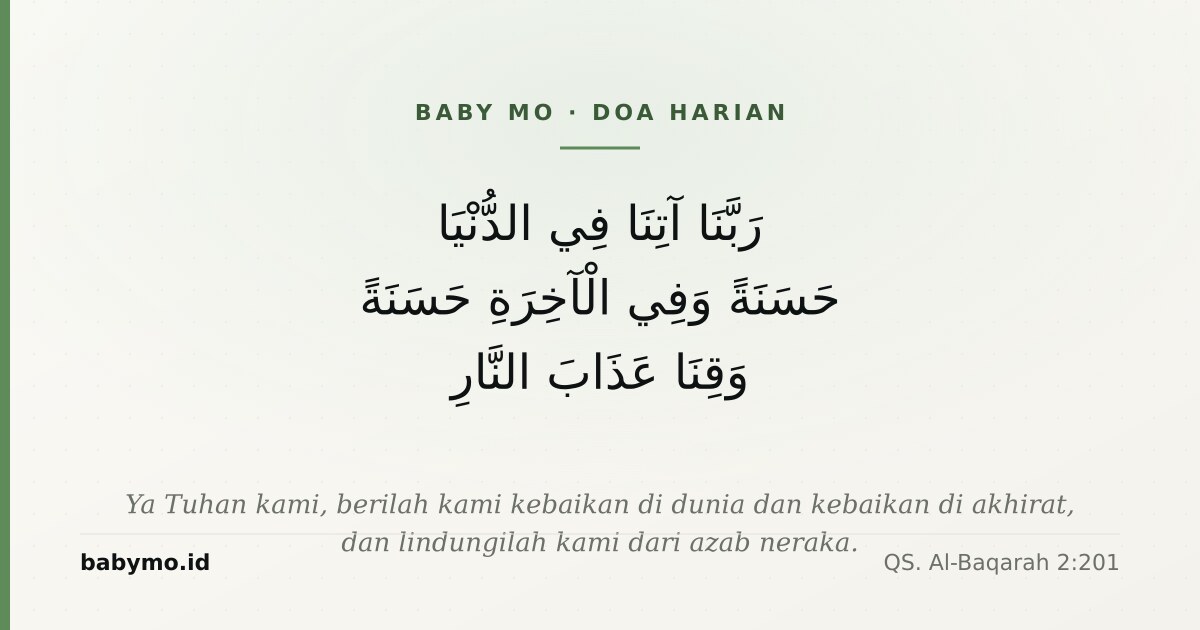 BABY MO · DOA HARIAN
رَبَّنَا آتِنَا فِي الدُّنْيَا
حَسَنَةً وَفِي الْآخِرَةِ حَسَنَةً
وَقِنَا عَذَابَ النَّارِ
Ya Tuhan kami, berilah kami kebaikan di dunia dan kebaikan di akhirat,
dan lindungilah kami dari azab neraka.
babymo.id
QS. Al-Baqarah 2:201